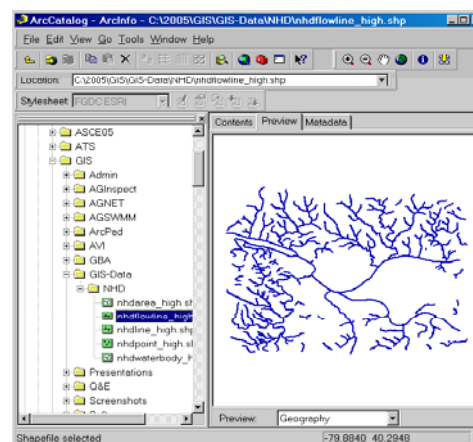 ArcCatalog - ArcInfo - C:\2005\GIS\GIS-Data\NHD\nhdflowline_high.shp
File Edit View Go Tools Window Help
Location: C:\2005\GIS\GIS-Data\NHD\nhdflowline_high.shp
Stylesheet: FGDC ESRI
Contents Preview Metadata
ASCE05
ATS
GIS
Admin
AGInspect
AGNET
AGSWMM
ArcPad
AVI
GBA
GIS-Data
NHD
nhdarea_high.sh
nhdflowline_high
nhdline_high.shp
nhdpoint_high.sh
nhdwaterbody_h
Presentations
Q&E
Screenshots
Preview: Geography
Shapefile selected -79.8840 40.2948